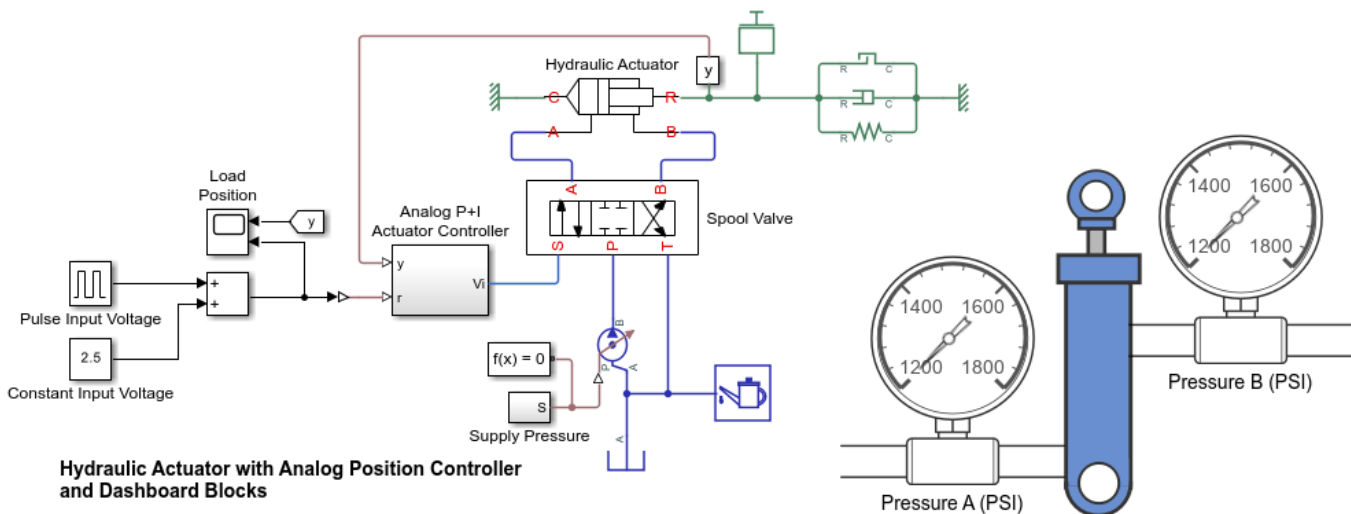 Hydraulic Actuator
y
C
R
R
C
R
C
R
C
A
B
A
B
Spool Valve
S
P
T
Load
Position
y
Analog P+I
Actuator Controller
y
r
Vi
+
+
Pulse Input Voltage
2.5
Constant Input Voltage
f(x) = 0
B
P
A
S
Supply Pressure
A
Hydraulic Actuator with Analog Position Controller
and Dashboard Blocks
1400
1600
1200
1800
Pressure A (PSI)
1400
1600
1200
1800
Pressure B (PSI)